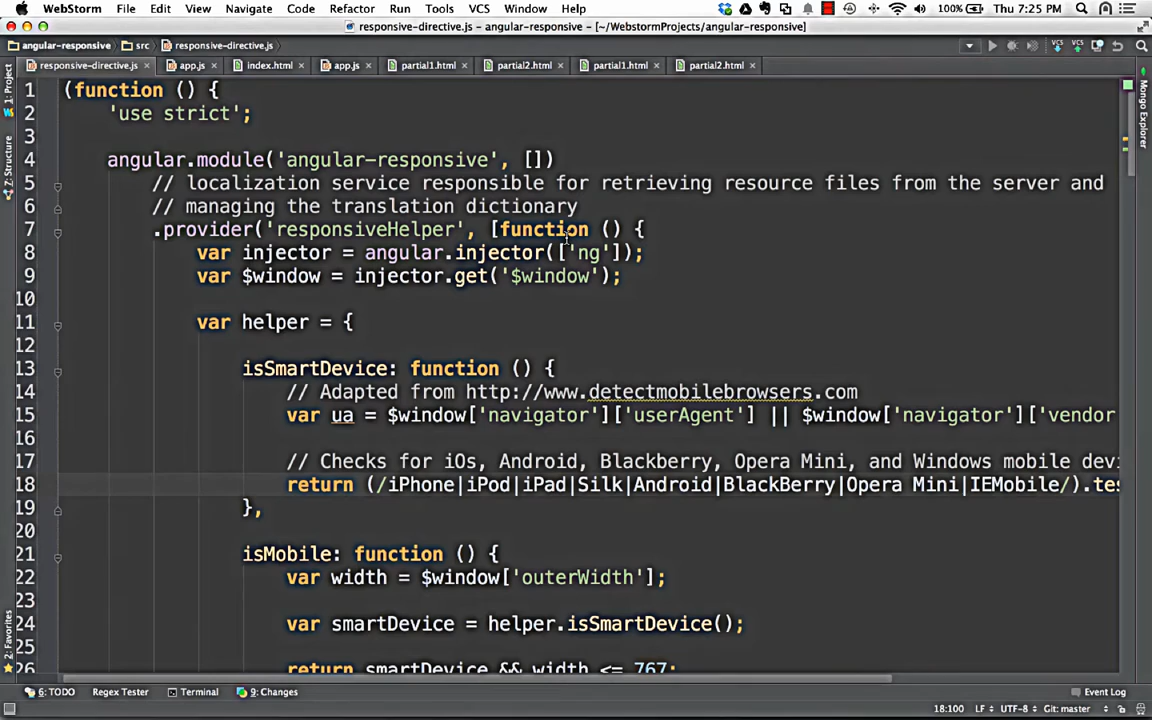 WebStorm File Edit View Navigate Code Refactor Run Tools VCS Window Help 100% Thu 7:25 PM
responsive-directive.js - angular-responsive - [~/WebstormProjects/angular-responsive]
angular-responsive src responsive-directive.js
responsive-directive.js app.js index.html app.js partial1.html partial2.html partial1.html partial2.html
1: Project
Z: Structure
2: Favorites
Mongo Explorer
1 (function () {
2 'use strict';
3
4 angular.module('angular-responsive', [])
5 // localization service responsible for retrieving resource files from the server and
6 // managing the translation dictionary
7 .provider('responsiveHelper', [function () {
8 var injector = angular.injector(['ng']);
9 var $window = injector.get('$window');
10
11 var helper = {
12
13 isSmartDevice: function () {
14 // Adapted from http://www.detectmobilebrowsers.com
15 var ua = $window['navigator']['userAgent'] || $window['navigator']['vendor
16
17 // Checks for iOs, Android, Blackberry, Opera Mini, and Windows mobile devi
18 return (/iPhone|iPod|iPad|Silk|Android|BlackBerry|Opera Mini|IEMobile/).tes
19 },
20
21 isMobile: function () {
22 var width = $window['outerWidth'];
23
24 var smartDevice = helper.isSmartDevice();
25
26 return smartDevice && width <= 767;
6: TODO Regex Tester Terminal 9: Changes Event Log
18:100 LF UTF-8 Git: master